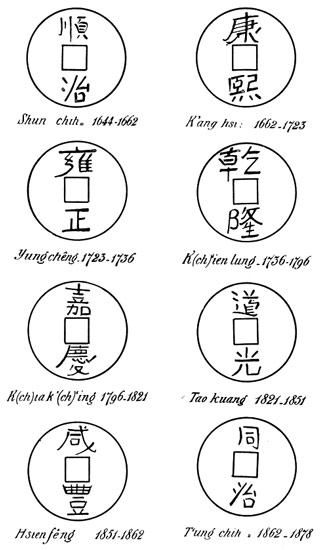 順 康
治 熙
Shun chih. 1644-1662 K'ang hsi: 1662-1723
雍 乾
正 隆
Yung chêng. 1723-1736 K(ch)'ien lung. 1736-1796
嘉 道
慶 光
K(ch)ia k'(ch)'ing 1796-1821 Tao kuang 1821-1851
咸 同
豐 治
Hsien fêng 1851-1862 T'ung chih. 1862-1878